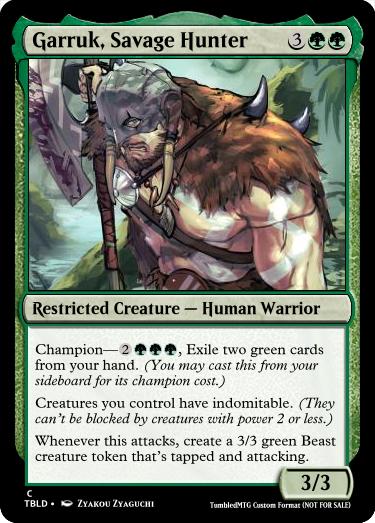 Garruk, Savage Hunter 3
Restricted Creature — Human Warrior
Champion—2, Exile two green cards
from your hand. (You may cast this from your
sideboard for its champion cost.)
Creatures you control have indomitable. (They
can't be blocked by creatures with power 2 or less.)
Whenever this attacks, create a 3/3 green Beast
creature token that's tapped and attacking.
3/3
C
TBLD • Zyakou Zyaguchi
TumbledMTG Custom Format (NOT FOR SALE)